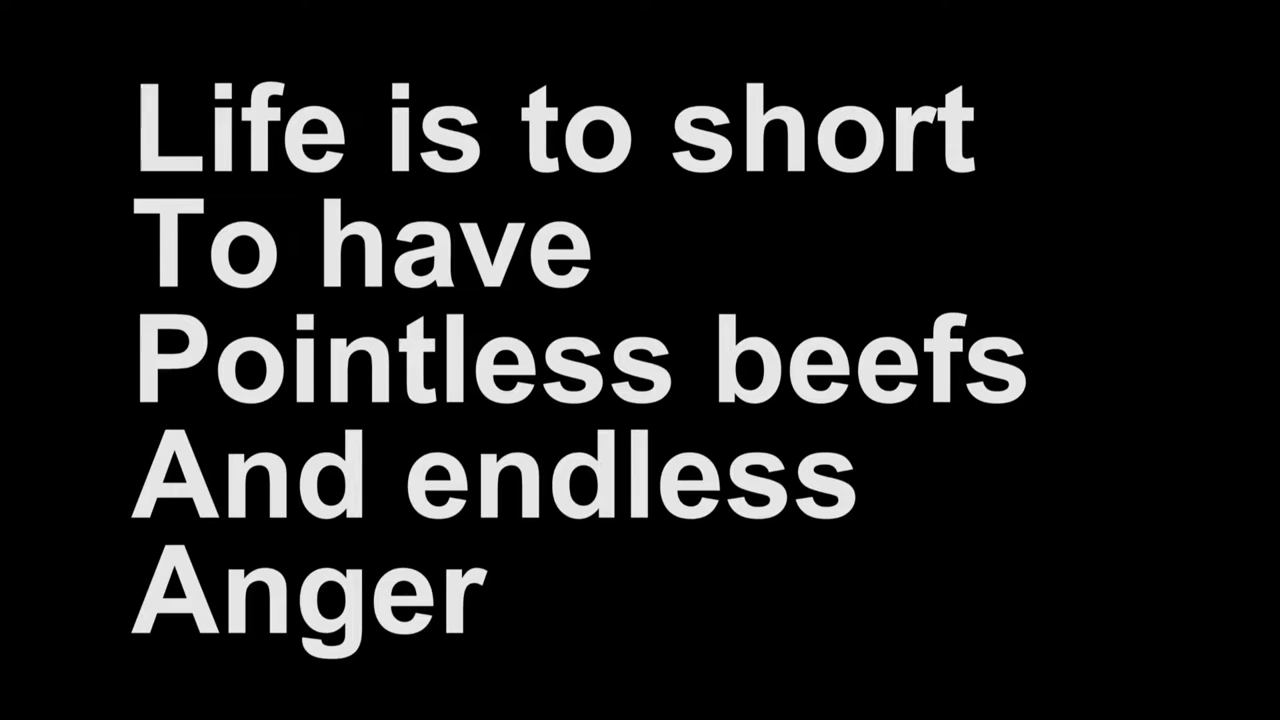 Life is to short
To have
Pointless beefs
And endless
Anger